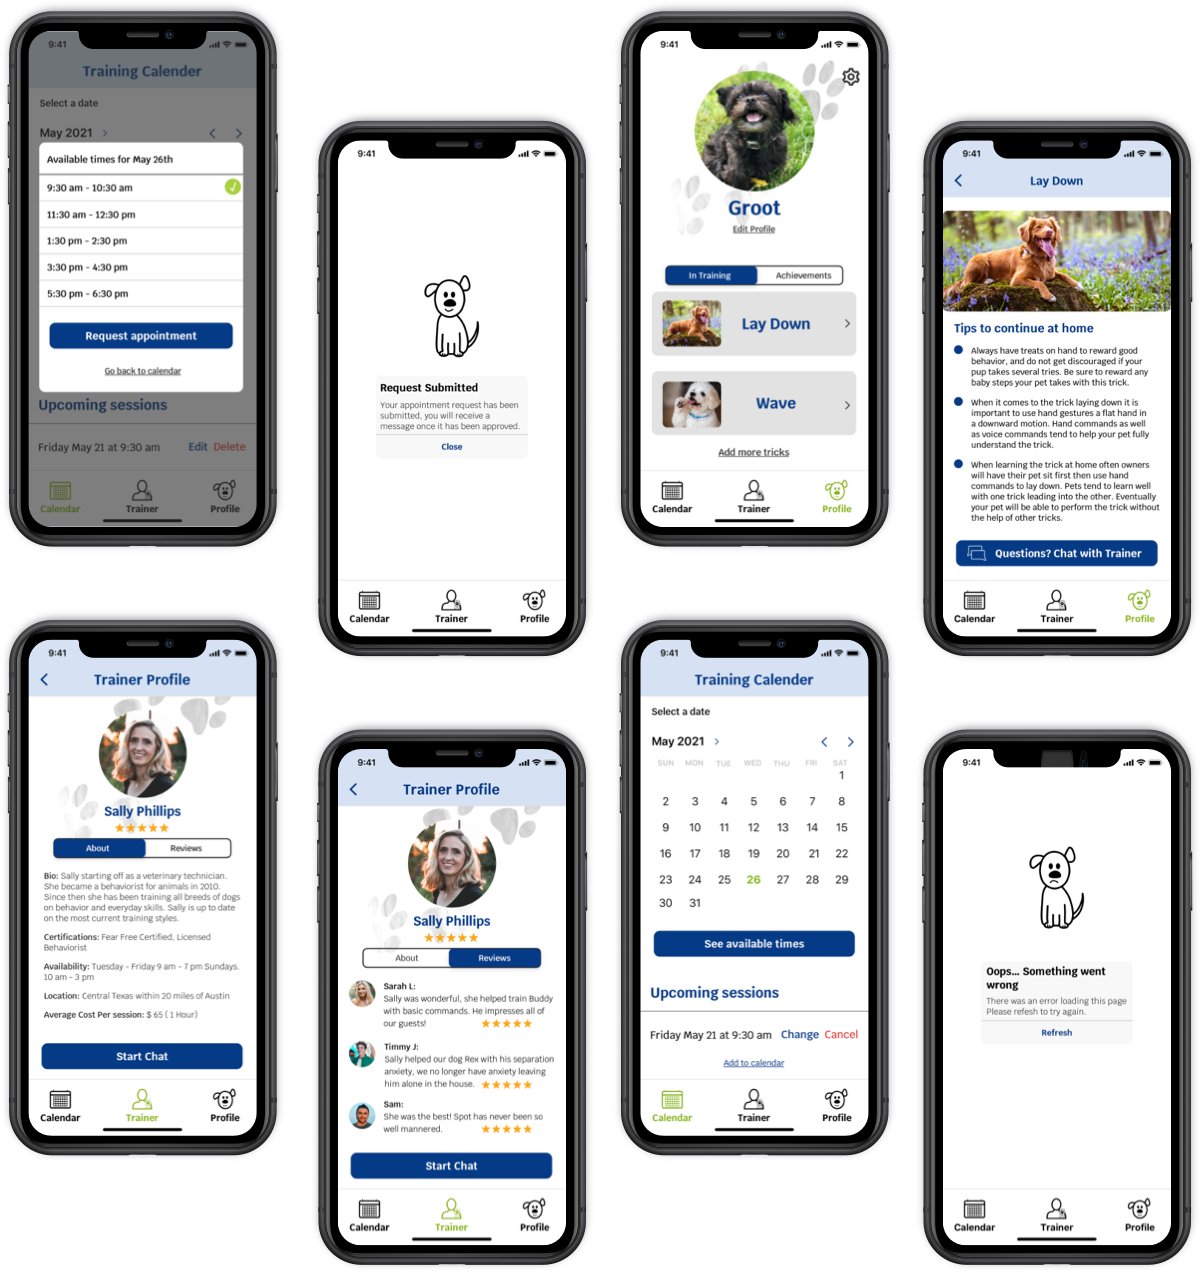 9:41
Training Calender
Select a date
May 2021
Available times for May 26th
9:30 am - 10:30 am
11:30 am - 12:30 pm
1:30 pm - 2:30 pm
3:30 pm - 4:30 pm
5:30 pm - 6:30 pm
Request appointment
Go back to calendar
Upcoming sessions
Friday May 21 at 9:30 am Edit Delete
Calendar Trainer Profile
9:41
Request Submitted
Your appointment request has been
submitted, you will receive a
message once it has been approved.
Close
Calendar Trainer Profile
9:41
Groot
Edit Profile
In Training Achievements
Lay Down
Wave
Add more tricks
Calendar Trainer Profile
9:41
Lay Down
Tips to continue at home
Always have treats on hand to reward good
behavior, and do not get discouraged if your
pup takes several tries. Be sure to reward any
baby steps your pet takes with this trick.
When it comes to the trick laying down it is
important to use hand gestures a flat hand in
a downward motion. Hand commands as well
as voice commands tend to help your pet fully
understand the trick.
When learning the trick at home often owners
will have their pet sit first then use hand
commands to lay down. Pets tend to learn well
with one trick leading into the other. Eventually
your pet will be able to perform the trick without
the help of other tricks.
Questions? Chat with Trainer
Calendar Trainer Profile
9:41
Trainer Profile
Sally Phillips
About Reviews
Bio: Sally starting off as a veterinary technician.
She became a behaviorist for animals in 2010.
Since then she has been training all breeds of dogs
on behavior and everyday skills. Sally is up to date
on the most current training styles.
Certifications: Fear Free Certified, Licensed
Behaviorist
Availability: Tuesday - Friday 9 am - 7 pm Sundays.
10 am - 3 pm
Location: Central Texas within 20 miles of Austin
Average Cost Per session: $ 65 ( 1 Hour)
Start Chat
Calendar Trainer Profile
9:41
Trainer Profile
Sally Phillips
About Reviews
Sarah L:
Sally was wonderful, she helped train Buddy
with basic commands. He impresses all of
our guests!
Timmy J:
Sally helped our dog Rex with his separation
anxiety, we no longer have anxiety leaving
him alone in the house.
Sam:
She was the best! Spot has never been so
well mannered.
Start Chat
Calendar Trainer Profile
9:41
Training Calender
Select a date
May 2021
SUN MON TUE WED THU FRI SAT
1
2 3 4 5 6 7 8
9 10 11 12 13 14 15
16 17 18 19 20 21 22
23 24 25 26 27 28 29
30 31
See available times
Upcoming sessions
Friday May 21 at 9:30 am Change Cancel
Add to calendar
Calendar Trainer Profile
9:41
Oops... Something went
wrong
There was an error loading this page
Please refesh to try again.
Refresh
Calendar Trainer Profile